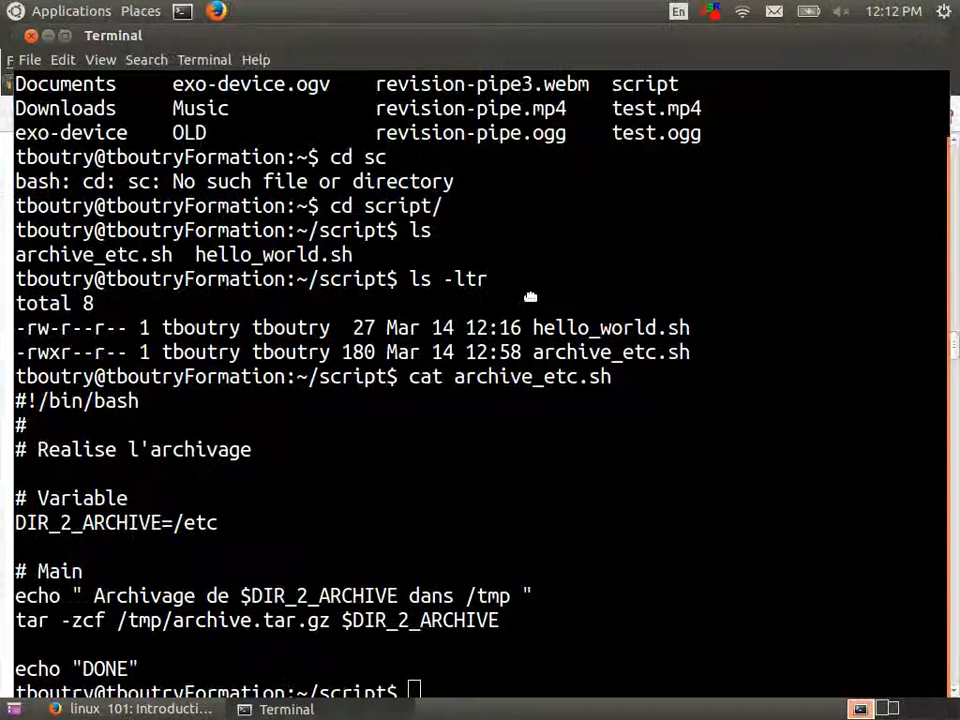 Applications Places En 12:12 PM
Terminal
File Edit View Search Terminal Help
Documents exo-device.ogv revision-pipe3.webm script
Downloads Music revision-pipe.mp4 test.mp4
exo-device OLD revision-pipe.ogg test.ogg
tboutry@tboutryFormation:~$ cd sc
bash: cd: sc: No such file or directory
tboutry@tboutryFormation:~$ cd script/
tboutry@tboutryFormation:~/script$ ls
archive_etc.sh hello_world.sh
tboutry@tboutryFormation:~/script$ ls -ltr
total 8
-rw-r--r-- 1 tboutry tboutry 27 Mar 14 12:16 hello_world.sh
-rwxr--r-- 1 tboutry tboutry 180 Mar 14 12:58 archive_etc.sh
tboutry@tboutryFormation:~/script$ cat archive_etc.sh
#!/bin/bash
#
# Realise l'archivage
# Variable
DIR_2_ARCHIVE=/etc
# Main
echo " Archivage de $DIR_2_ARCHIVE dans /tmp "
tar -zcf /tmp/archive.tar.gz $DIR_2_ARCHIVE
echo "DONE"
tboutry@tboutryFormation:~/script$
linux_101: Introducti... Terminal